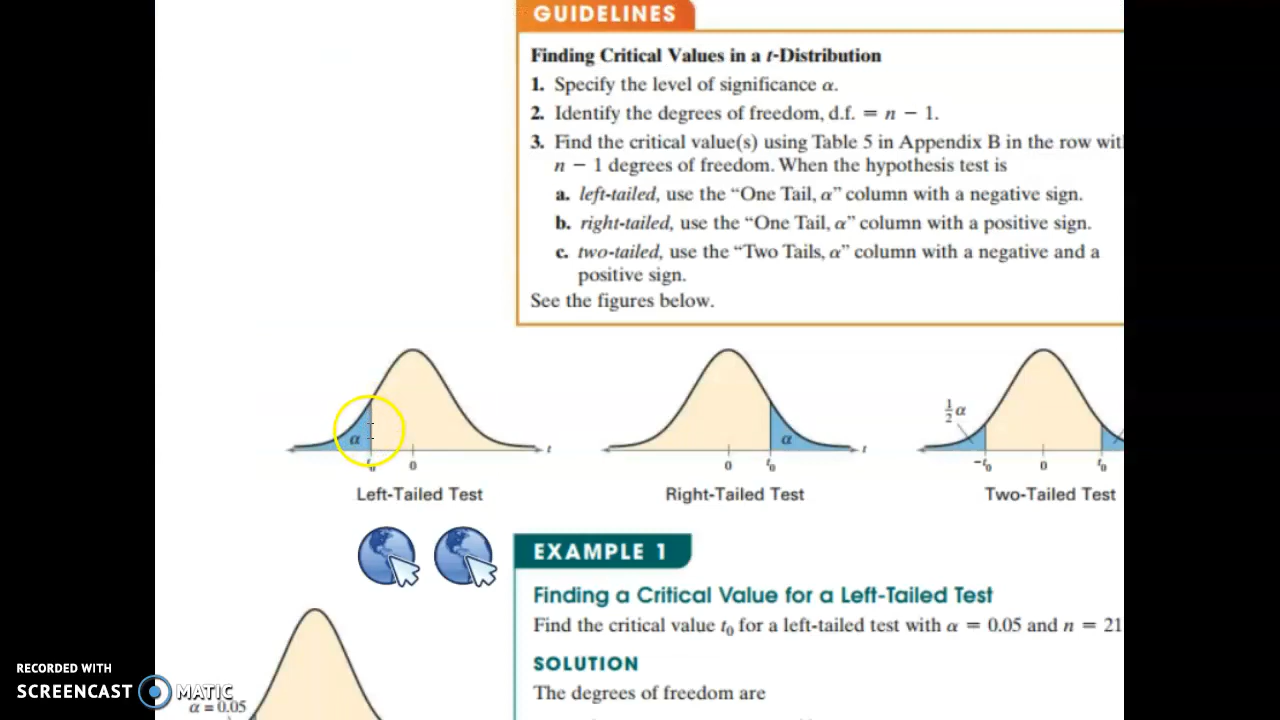 GUIDELINES
Finding Critical Values in a t-Distribution
1. Specify the level of significance α.
2. Identify the degrees of freedom, d.f. = n − 1.
3. Find the critical value(s) using Table 5 in Appendix B in the row
n − 1 degrees of freedom. When the hypothesis test is
a. left-tailed, use the “One Tail, α” column with a negative sign.
b. right-tailed, use the “One Tail, α” column with a positive sign.
c. two-tailed, use the “Two Tails, α” column with a negative and a
positive sign.
See the figures below.
α
t₀ 0 t
Left-Tailed Test
α
0 t₀ t
Right-Tailed Test
½α
−t₀ 0 t₀
Two-Tailed Test
EXAMPLE 1
Finding a Critical Value for a Left-Tailed Test
Find the critical value t₀ for a left-tailed test with α = 0.05 and n = 21
SOLUTION
The degrees of freedom are
α = 0.05
RECORDED WITH
SCREENCAST MATIC